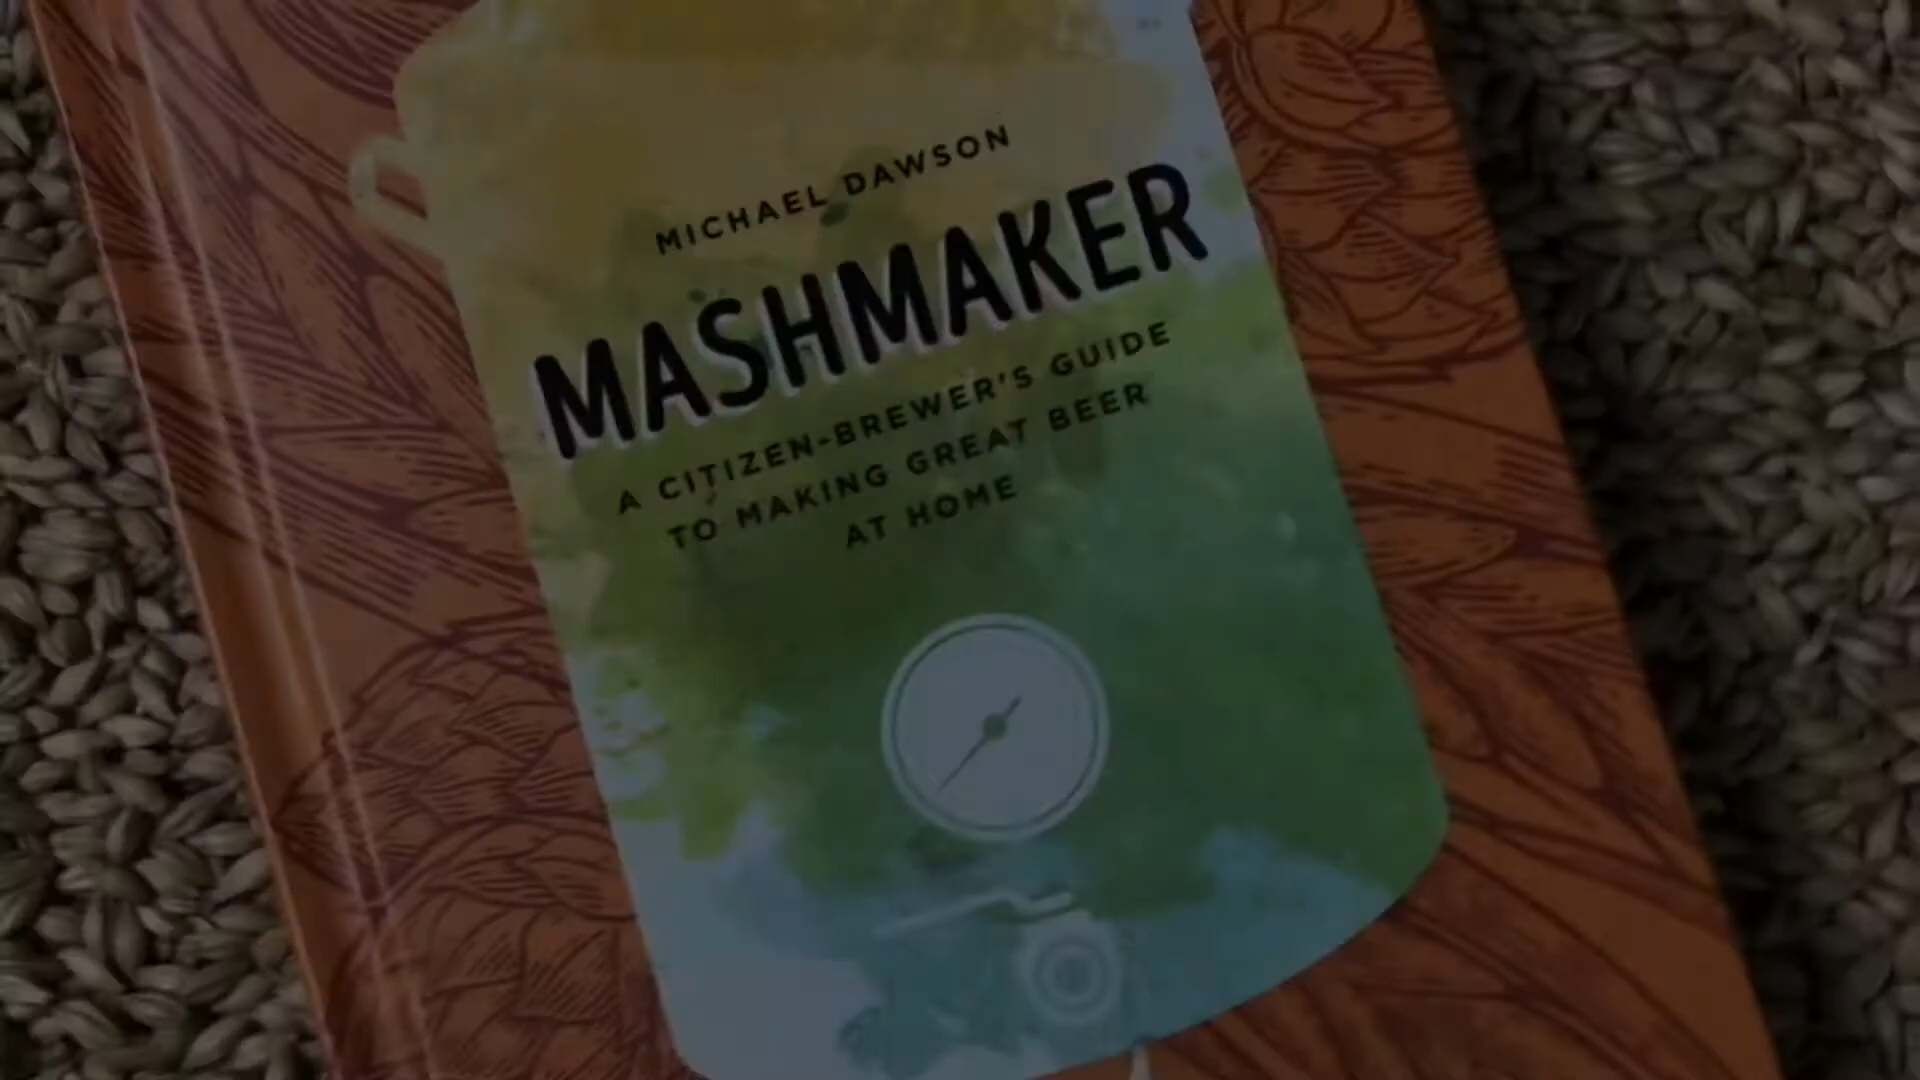 MICHAEL DAWSON
MASHMAKER
A CITIZEN-BREWER'S GUIDE
TO MAKING GREAT BEER
AT HOME